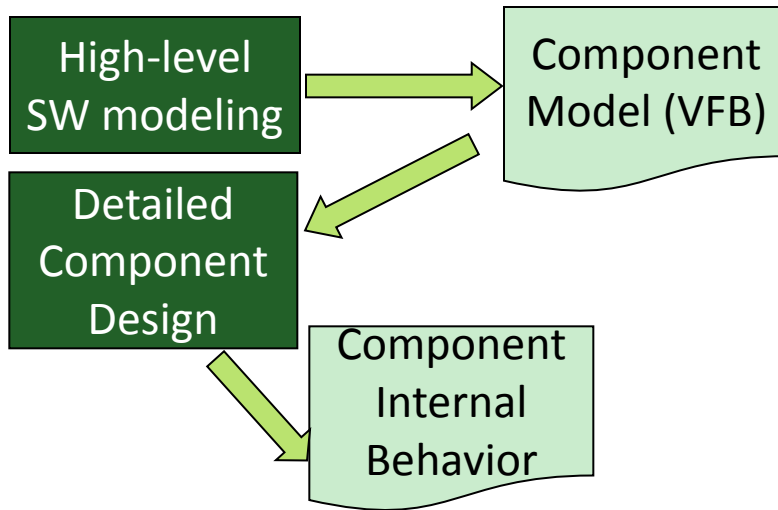 High-level
SW modeling
Component
Model (VFB)
Detailed
Component
Design
Component
Internal
Behavior